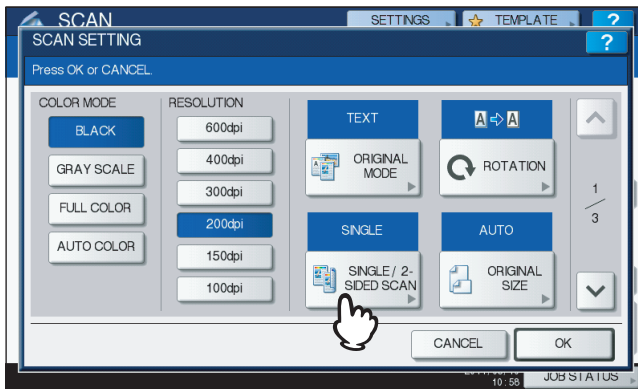 SCAN
SETTINGS
TEMPLATE
?
SCAN SETTING
?
Press OK or CANCEL.
COLOR MODE
BLACK
GRAY SCALE
FULL COLOR
AUTO COLOR
RESOLUTION
600dpi
400dpi
300dpi
200dpi
150dpi
100dpi
TEXT
ORIGINAL
MODE
A A
ROTATION
SINGLE
SINGLE / 2-
SIDED SCAN
AUTO
ORIGINAL
SIZE
1
3
CANCEL
OK
10:58
JOB STATUS